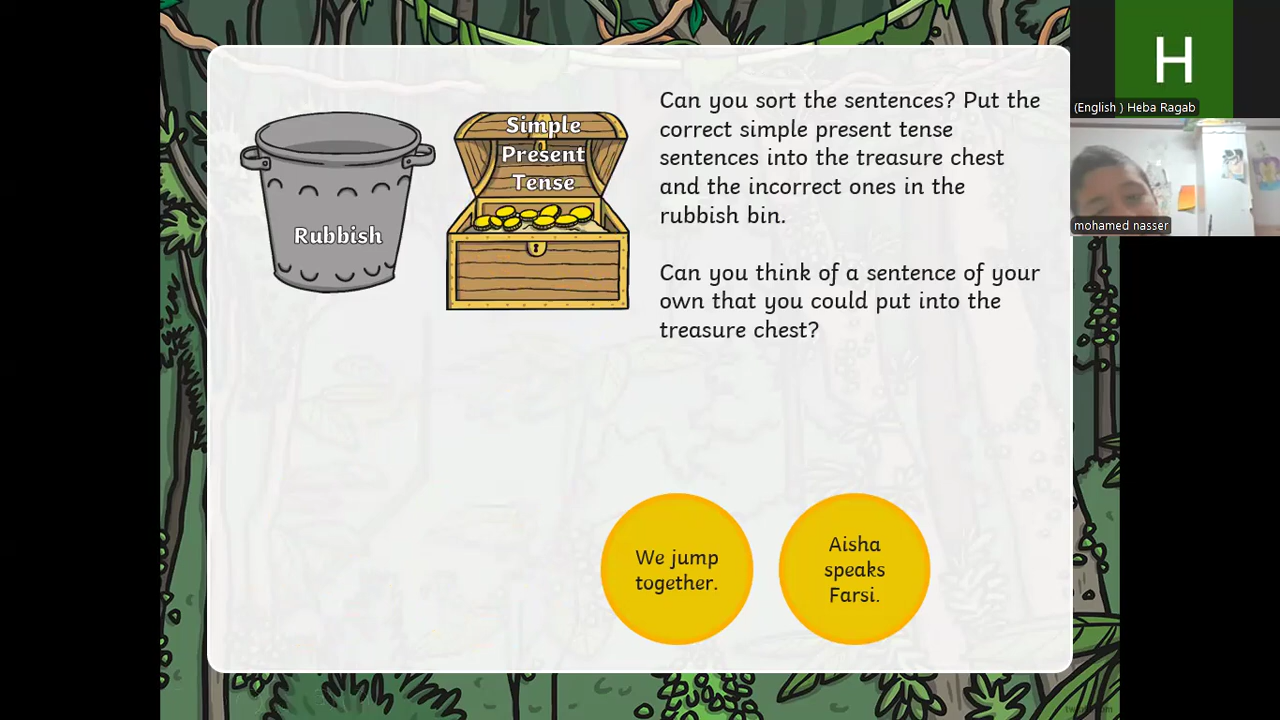 Simple
Present
Tense
Rubbish
Can you sort the sentences? Put the
correct simple present tense
sentences into the treasure chest
and the incorrect ones in the
rubbish bin.
Can you think of a sentence of your
own that you could put into the
treasure chest?
We jump
together.
Aisha
speaks
Farsi.
H
(English ) Heba Ragab
mohamed nasser